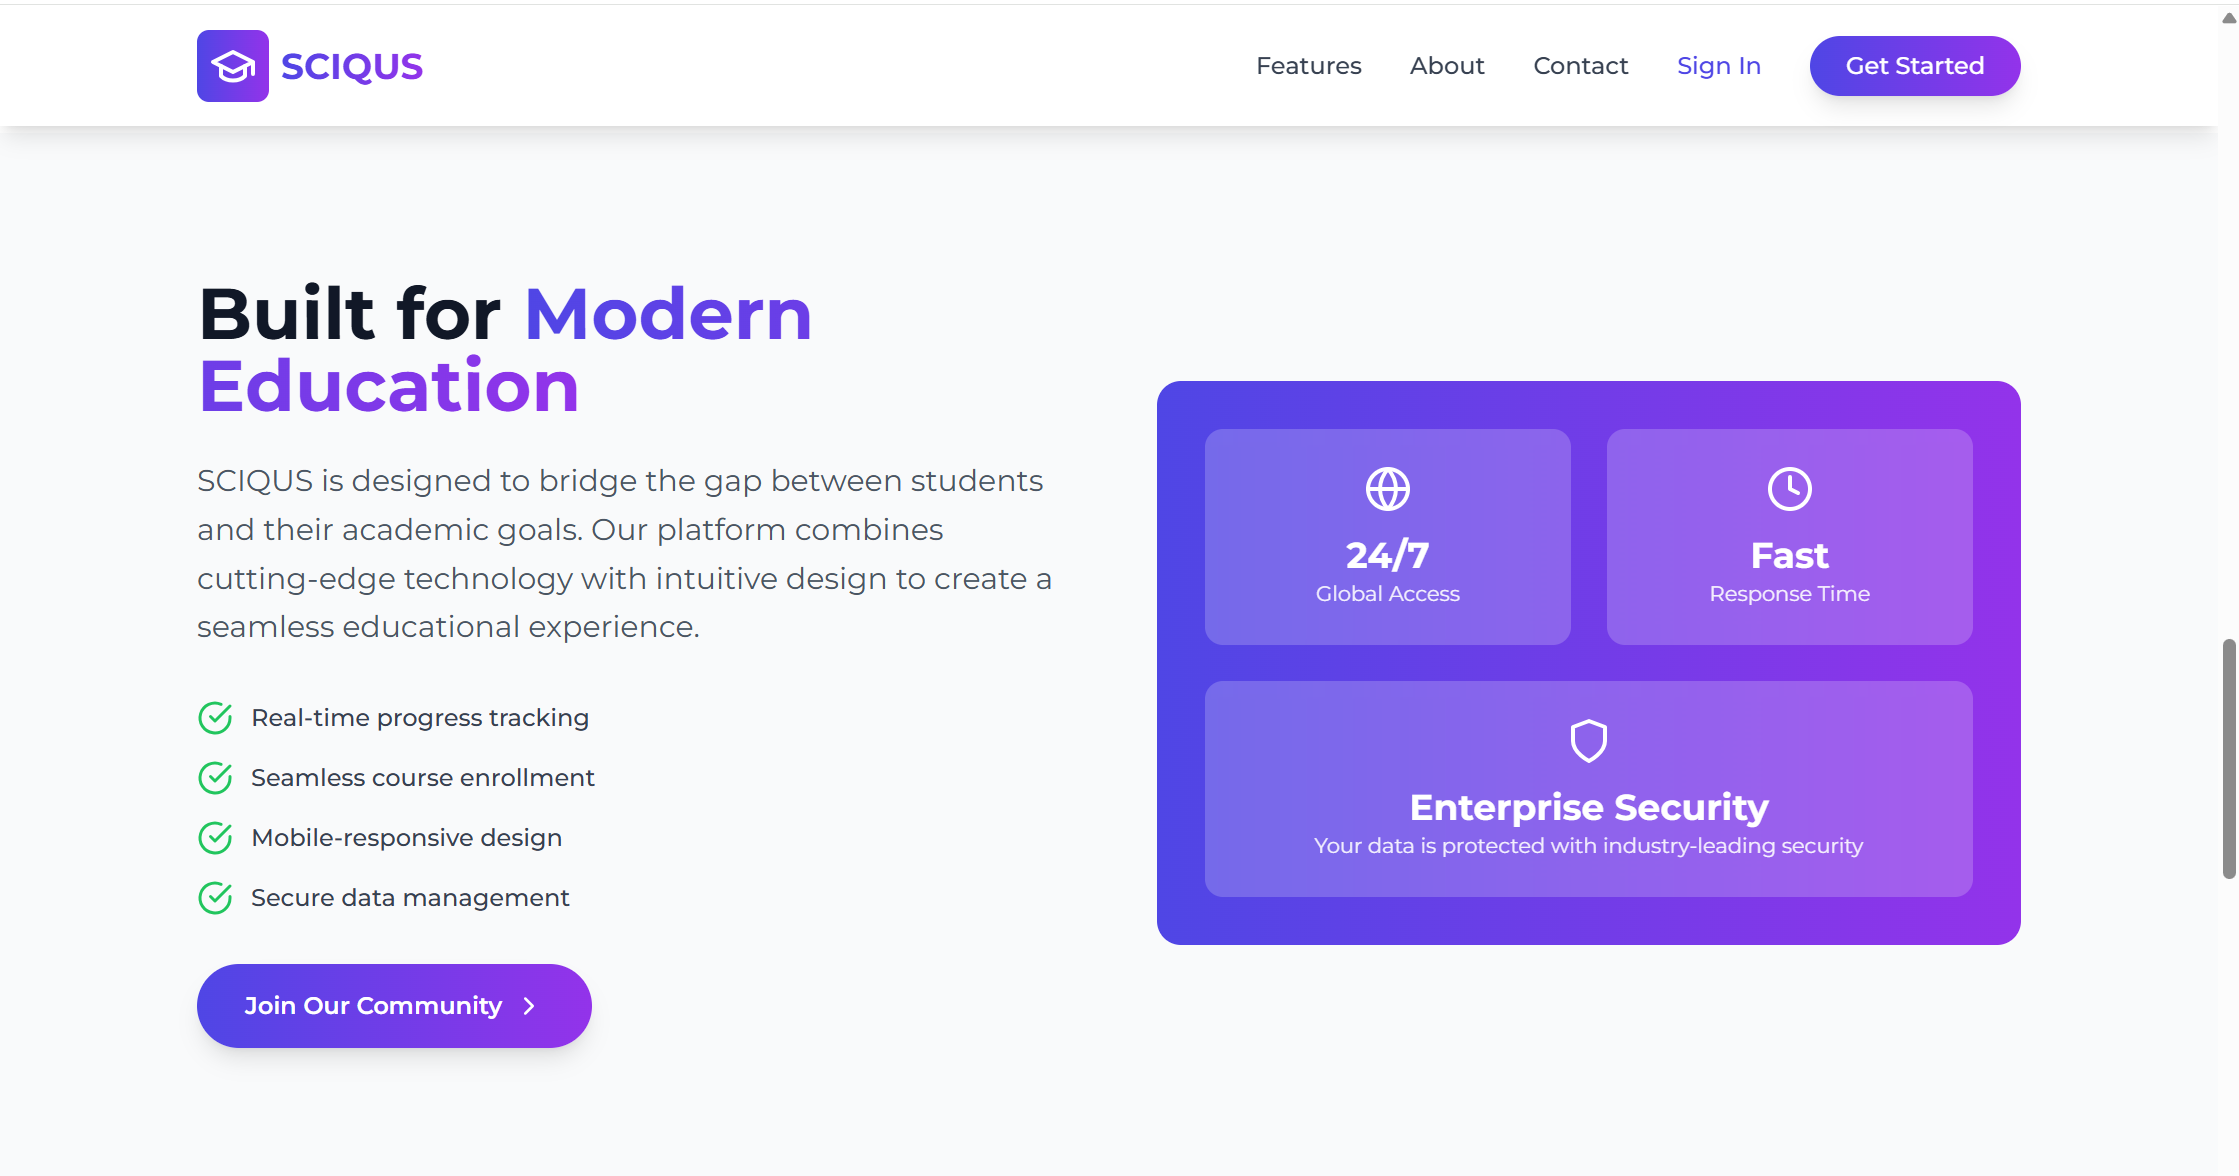 SCIQUS
Features
About
Contact
Sign In
Get Started
Built for Modern
Education
SCIQUS is designed to bridge the gap between students
and their academic goals. Our platform combines
cutting-edge technology with intuitive design to create a
seamless educational experience.
Real-time progress tracking
Seamless course enrollment
Mobile-responsive design
Secure data management
Join Our Community
24/7
Global Access
Fast
Response Time
Enterprise Security
Your data is protected with industry-leading security